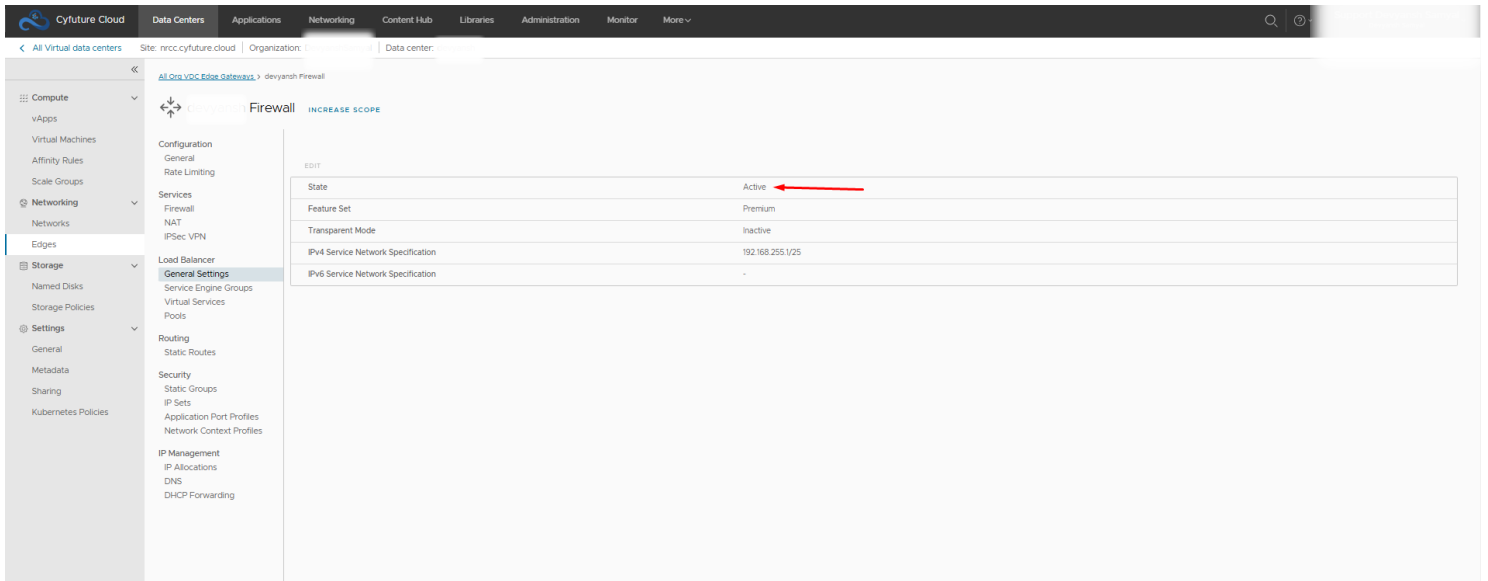 Cyfuture Cloud Data Centers Applications Networking Content Hub Libraries Administration Monitor More
All Virtual data centers Site: nrcc.cyfuture.cloud Organization: Data center:
All Org VDC Edge Gateways > devyansh Firewall
Firewall INCREASE SCOPE
Compute
vApps
Virtual Machines
Affinity Rules
Scale Groups
Networking
Networks
Edges
Storage
Named Disks
Storage Policies
Settings
General
Metadata
Sharing
Kubernetes Policies
Configuration
General
Rate Limiting
Services
Firewall
NAT
IPSec VPN
Load Balancer
General Settings
Service Engine Groups
Virtual Services
Pools
Routing
Static Routes
Security
Static Groups
IP Sets
Application Port Profiles
Network Context Profiles
IP Management
IP Allocations
DNS
DHCP Forwarding
EDIT
State Active
Feature Set Premium
Transparent Mode Inactive
IPv4 Service Network Specification 192.168.255.1/25
IPv6 Service Network Specification -